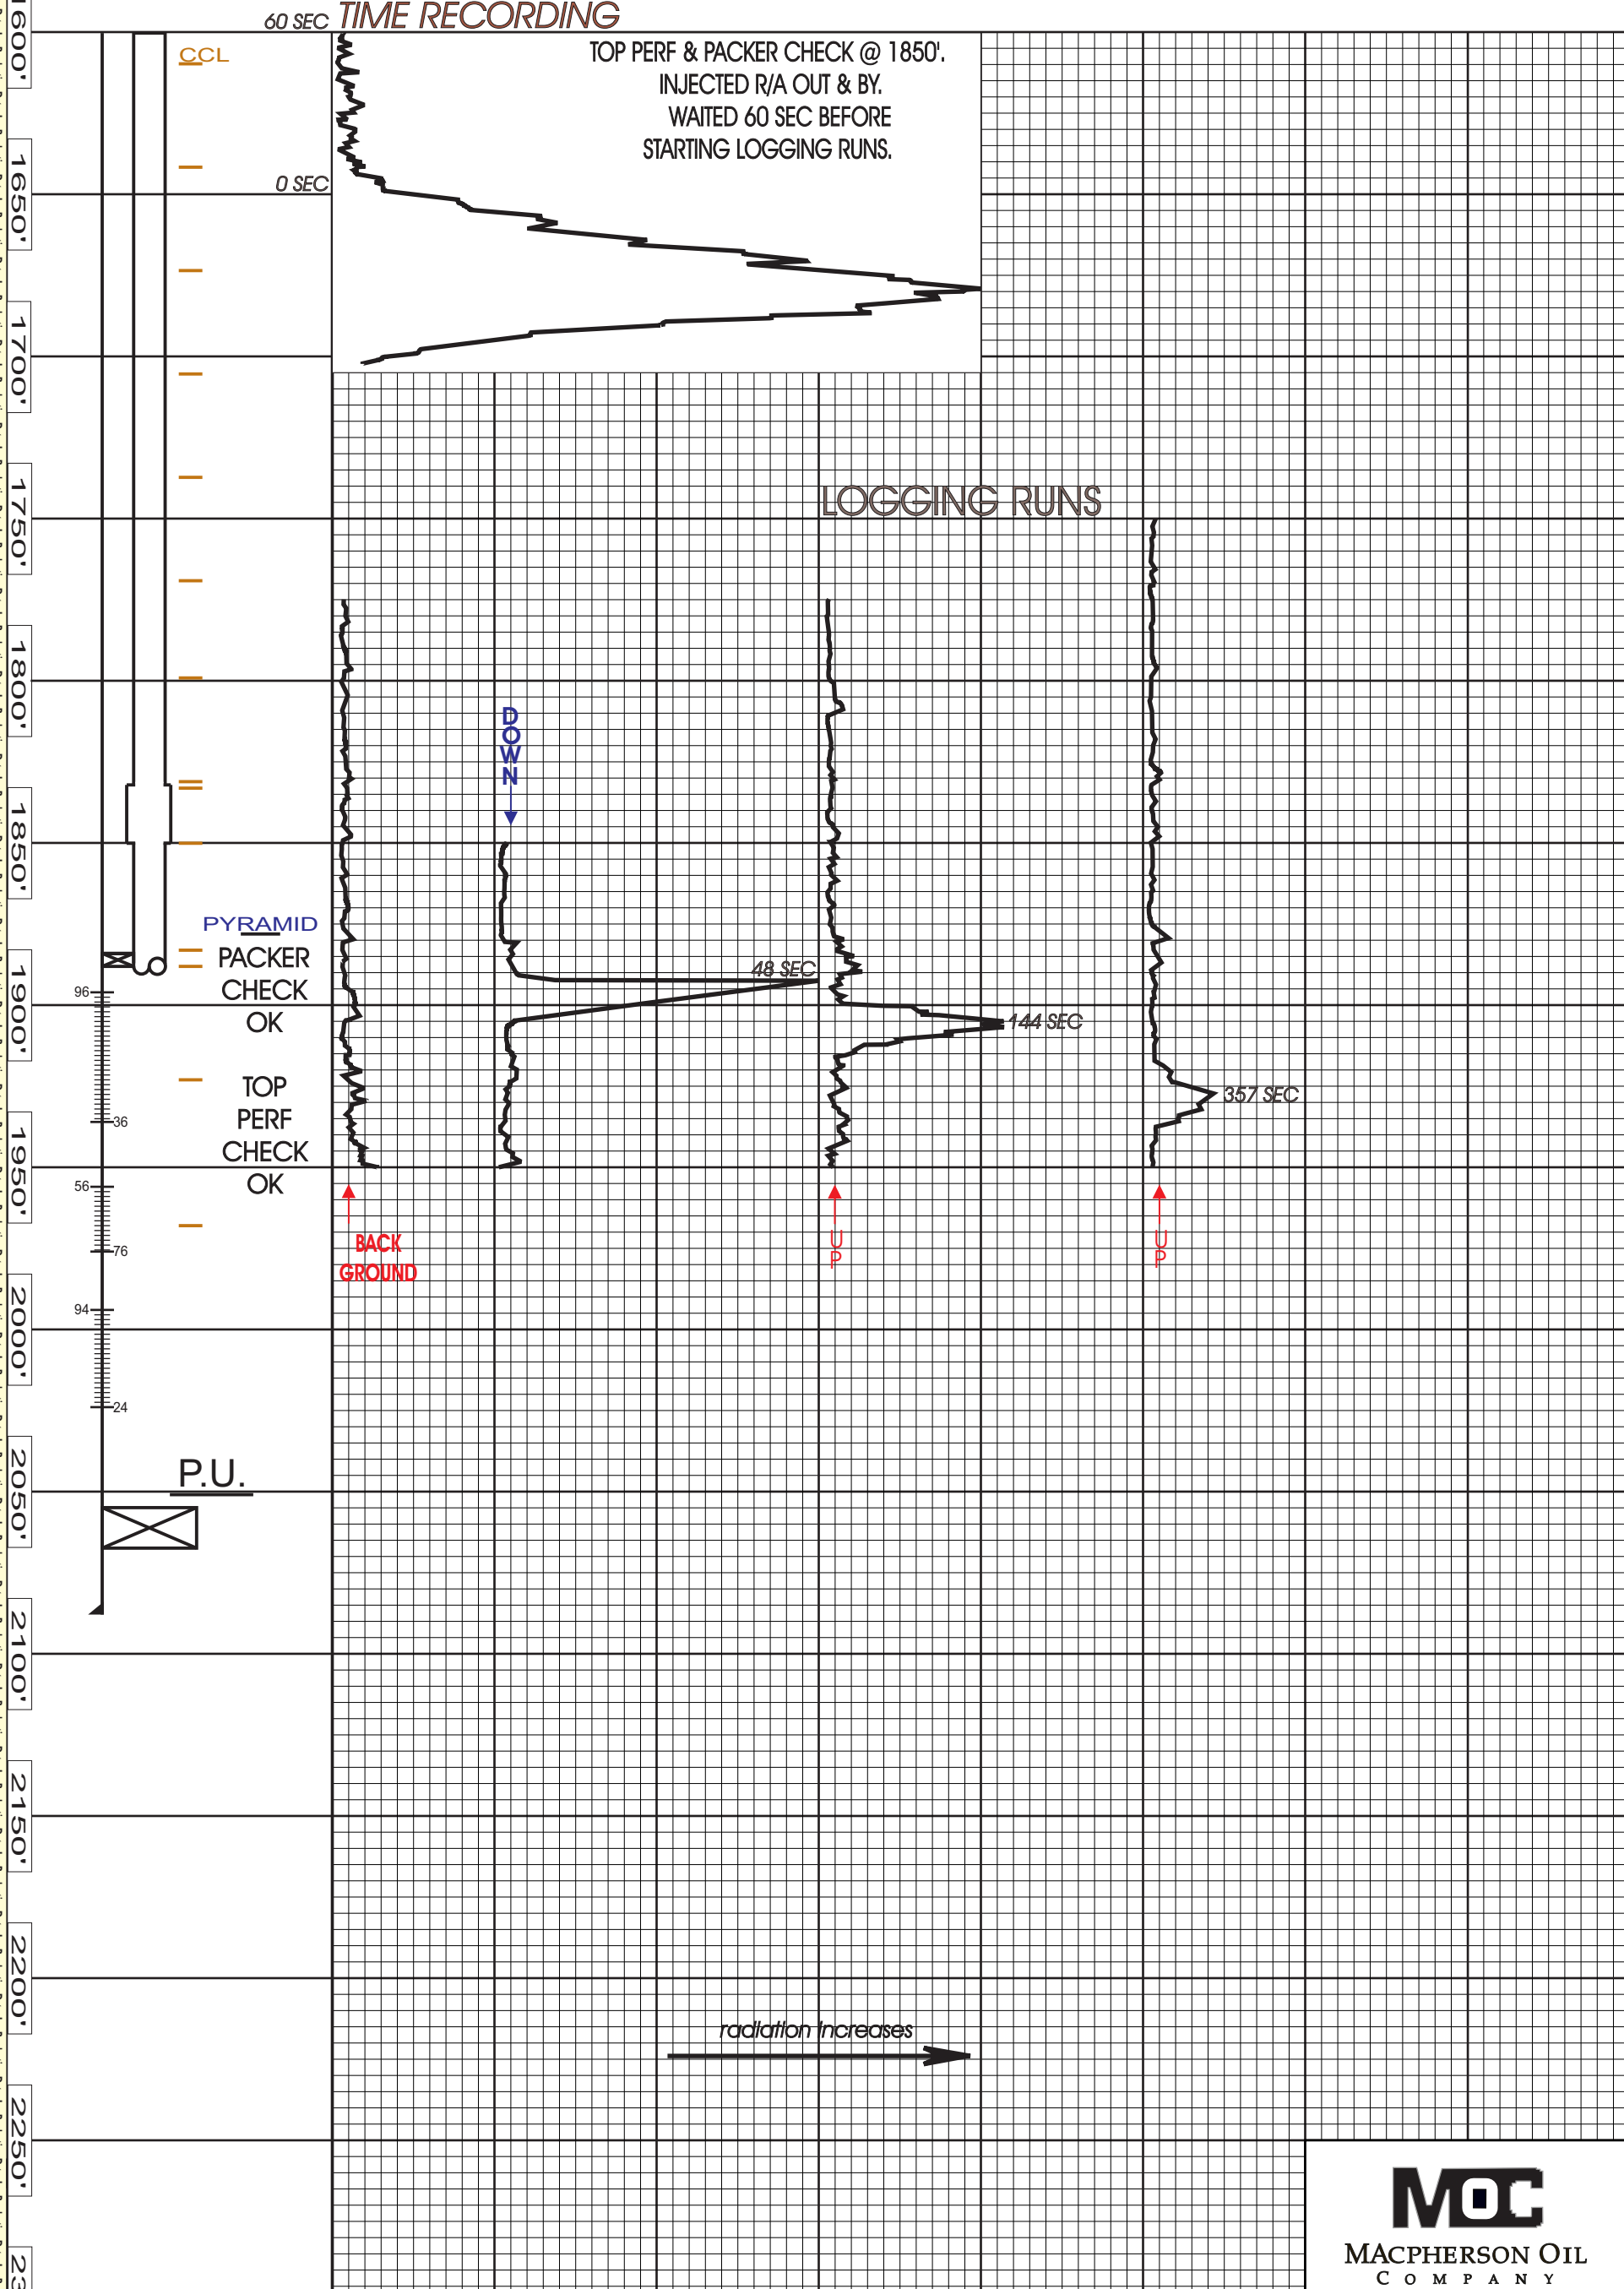 60 SEC TIME RECORDING
CCL
TOP PERF & PACKER CHECK @ 1850'.
INJECTED R/A OUT & BY.
WAITED 60 SEC BEFORE
STARTING LOGGING RUNS.
0 SEC
1650'
1700'
1750'
LOGGING RUNS
1800'
DOWN
1850'
PYRAMID
PACKER
CHECK
OK
48 SEC
96
1900'
144 SEC
TOP
PERF
CHECK
OK
357 SEC
36
1950'
56
76
BACK
GROUND
UP
UP
94
2000'
24
P.U.
2050'
2100'
2150'
2200'
radiation increases
2250'
MOC
MACPHERSON OIL
COMPANY